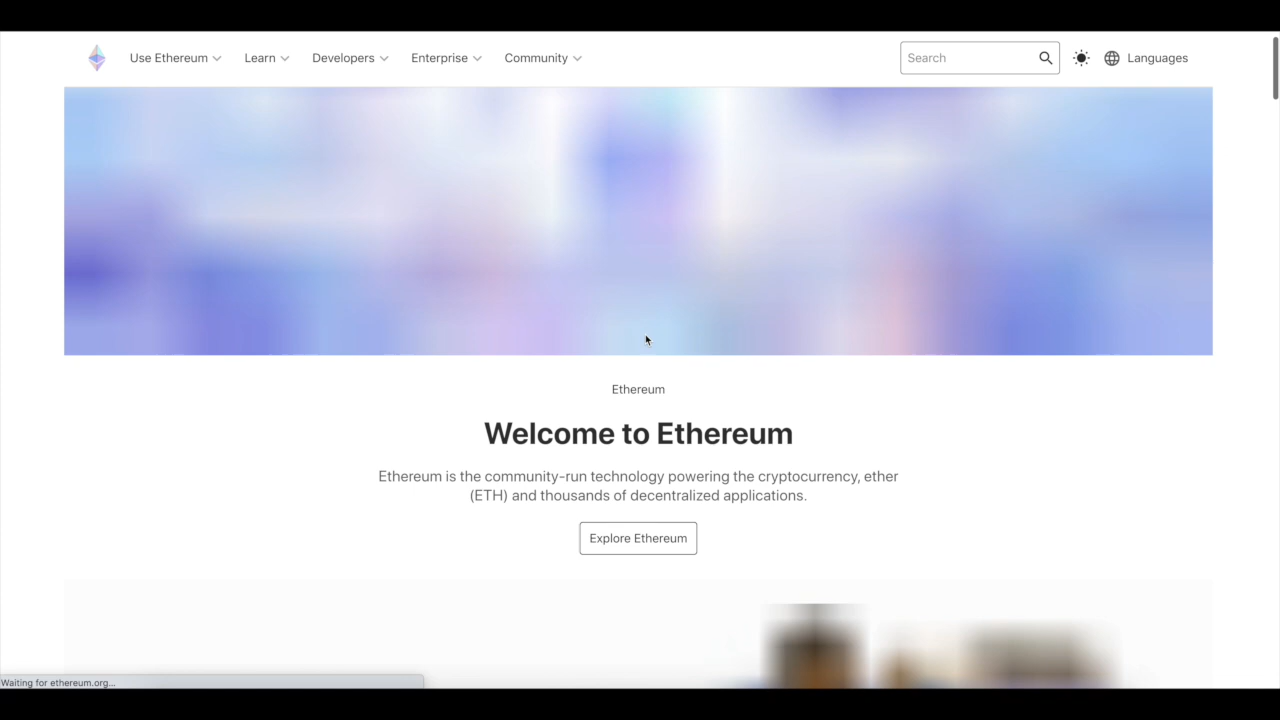 Use Ethereum Learn Developers Enterprise Community Search Languages
Ethereum
Welcome to Ethereum
Ethereum is the community-run technology powering the cryptocurrency, ether
(ETH) and thousands of decentralized applications.
Explore Ethereum
Waiting for ethereum.org...